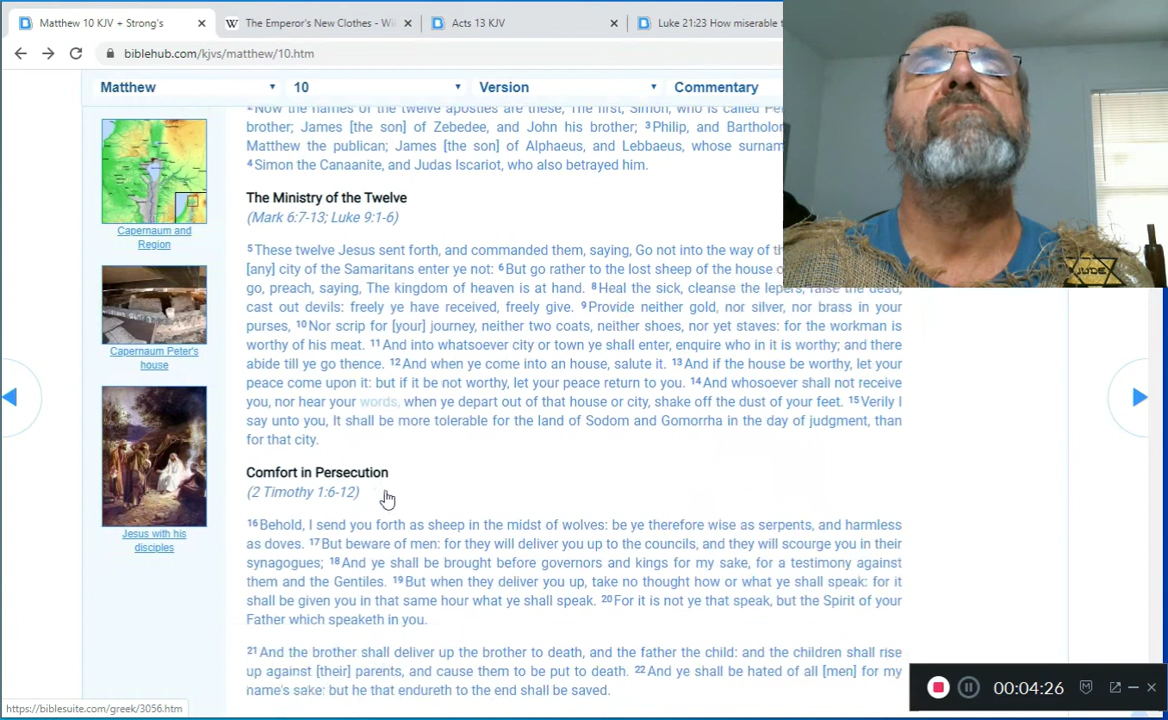 Matthew 10 KJV + Strong's
The Emperor's New Clothes - Wi
Acts 13 KJV
Luke 21:23 How miserable t
biblehub.com/kjvs/matthew/10.htm
Matthew 10 Version Commentary
2Now the names of the twelve apostles are these; The first, Simon, who is called Pe
brother; James [the son] of Zebedee, and John his brother; 3Philip, and Bartholom
Matthew the publican; James [the son] of Alphaeus, and Lebbaeus, whose surnam
4Simon the Canaanite, and Judas Iscariot, who also betrayed him.
The Ministry of the Twelve
(Mark 6:7-13; Luke 9:1-6)
5These twelve Jesus sent forth, and commanded them, saying, Go not into the way of th
[any] city of the Samaritans enter ye not: 6But go rather to the lost sheep of the house o
go, preach, saying, The kingdom of heaven is at hand. 8Heal the sick, cleanse the lepers, raise the dead,
cast out devils: freely ye have received, freely give. 9Provide neither gold, nor silver, nor brass in your
purses, 10Nor scrip for [your] journey, neither two coats, neither shoes, nor yet staves: for the workman is
worthy of his meat. 11And into whatsoever city or town ye shall enter, enquire who in it is worthy; and there
abide till ye go thence. 12And when ye come into an house, salute it. 13And if the house be worthy, let your
peace come upon it: but if it be not worthy, let your peace return to you. 14And whosoever shall not receive
you, nor hear your words, when ye depart out of that house or city, shake off the dust of your feet. 15Verily I
say unto you, It shall be more tolerable for the land of Sodom and Gomorrha in the day of judgment, than
for that city.
Comfort in Persecution
(2 Timothy 1:6-12)
16Behold, I send you forth as sheep in the midst of wolves: be ye therefore wise as serpents, and harmless
as doves. 17But beware of men: for they will deliver you up to the councils, and they will scourge you in their
synagogues; 18And ye shall be brought before governors and kings for my sake, for a testimony against
them and the Gentiles. 19But when they deliver you up, take no thought how or what ye shall speak: for it
shall be given you in that same hour what ye shall speak. 20For it is not ye that speak, but the Spirit of your
Father which speaketh in you.
21And the brother shall deliver up the brother to death, and the father the child: and the children shall rise
up against [their] parents, and cause them to be put to death. 22And ye shall be hated of all [men] for my
name's sake: but he that endureth to the end shall be saved.
Capernaum and
Region
Capernaum Peter's
house
Jesus with his
disciples
JUDE
00:04:26
https://biblesuite.com/greek/3056.htm